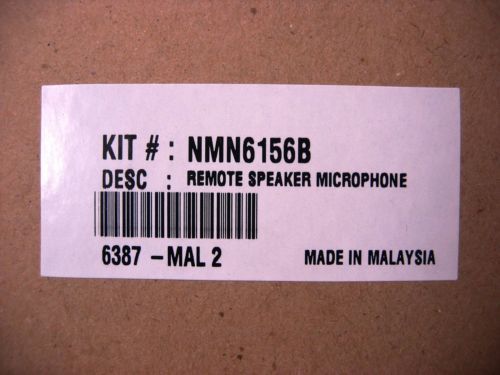 KIT # : NMN6156B
DESC : REMOTE SPEAKER MICROPHONE
6387 -MAL 2 MADE IN MALAYSIA